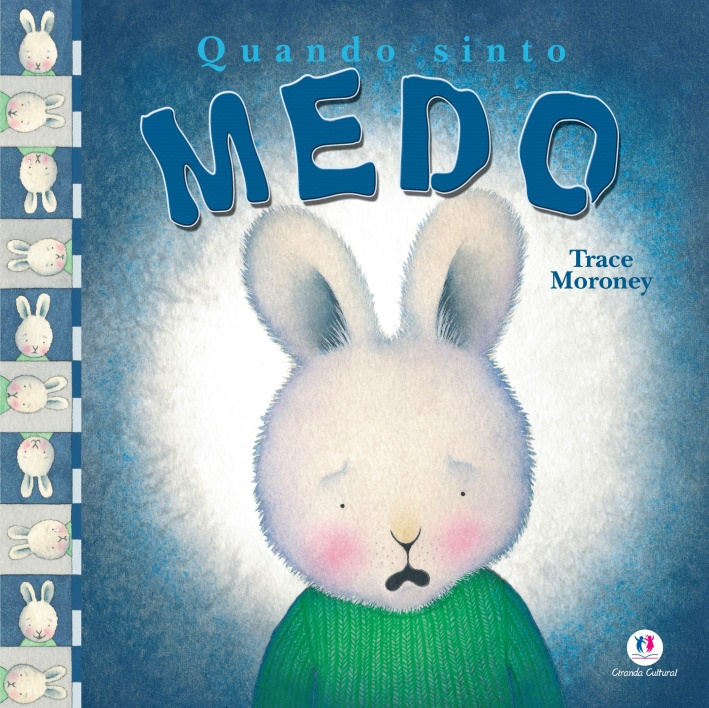 Quando sinto
MEDO
Trace
Moroney
Ciranda Cultural